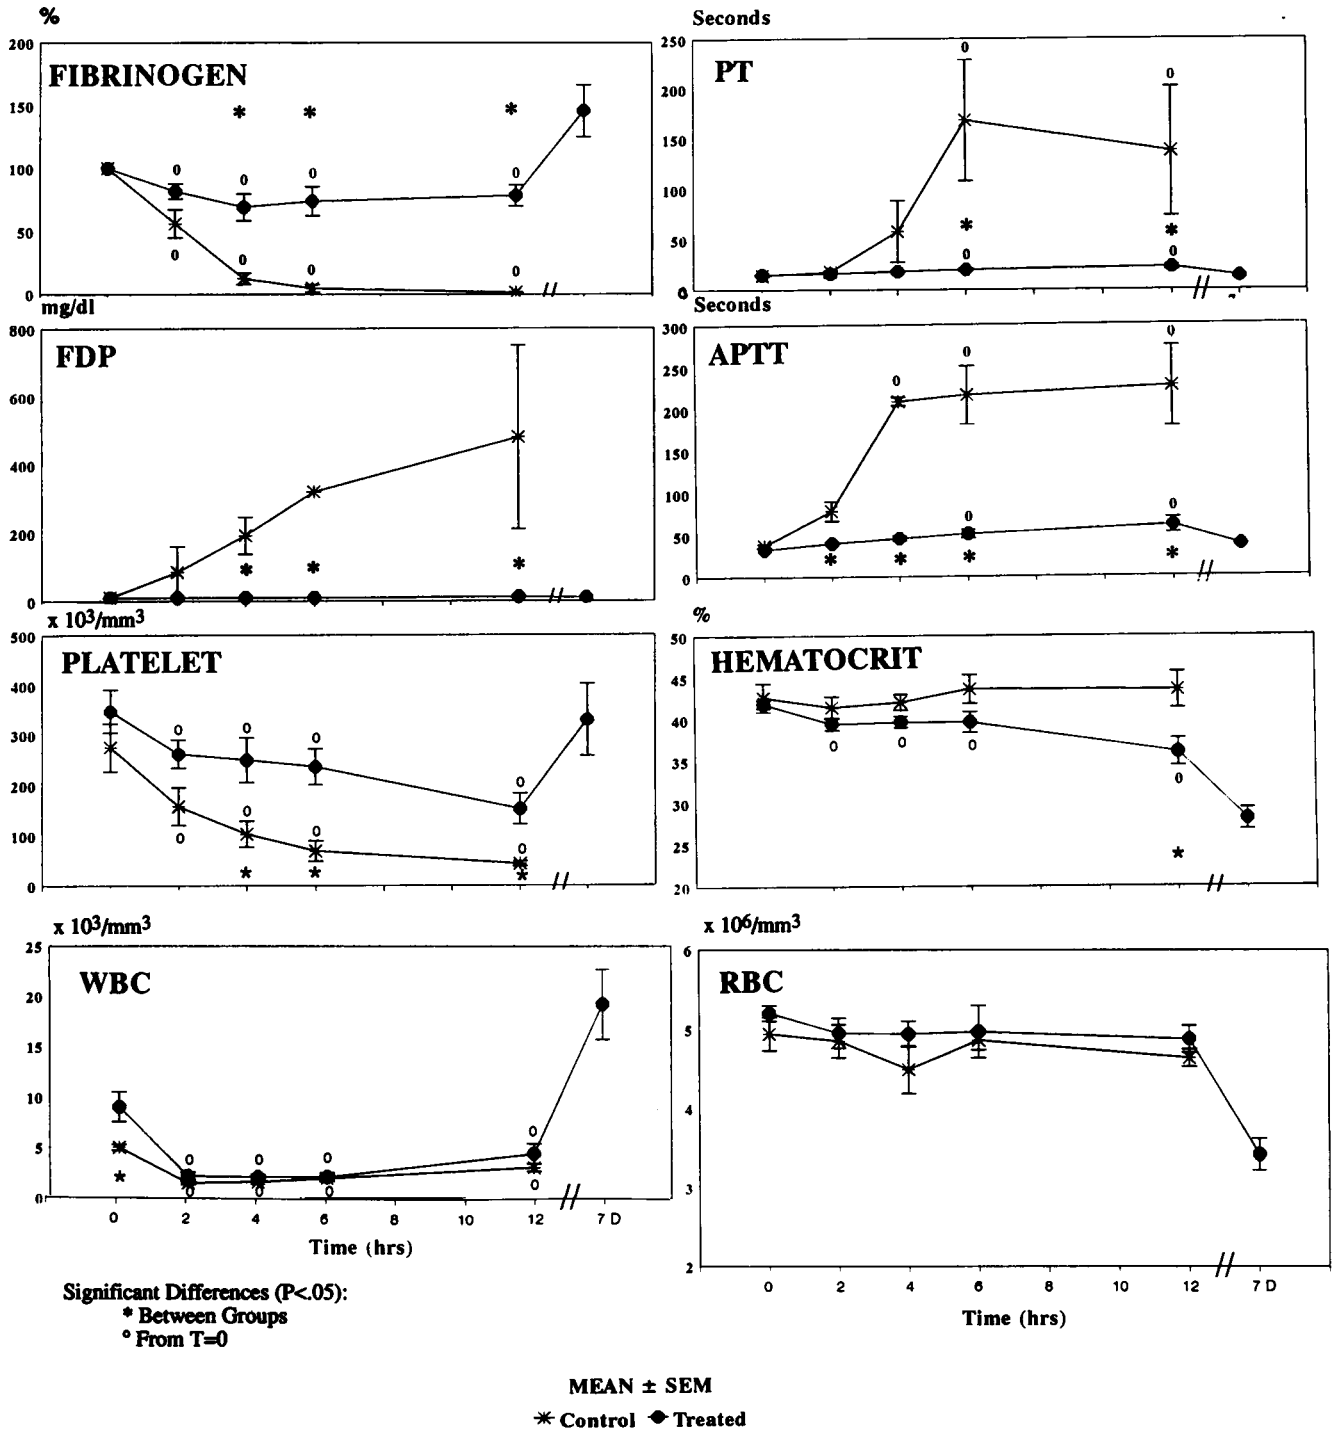 %
200
FIBRINOGEN
150
100
50
0
* * *
o o o o
o o o o
Seconds
250
PT
200
150
100
50
0
o o
* *
o o
mg/dl
800
FDP
600
400
200
0
* * *
Seconds
300
APTT
250
200
150
100
50
0
o o o
o o
* * * *
x 10³/mm³
500
PLATELET
400
300
200
100
0
o o o o
o o o o
* * *
%
50
HEMATOCRIT
45
40
35
30
25
20
o o o o
*
x 10³/mm³
25
WBC
20
15
10
5
0
o o o o
* o o o o
0 2 4 6 8 10 12 7 D
Time (hrs)
x 10⁶/mm³
6
RBC
5
4
3
2
0 2 4 6 8 10 12 7 D
Time (hrs)
Significant Differences (P<.05):
* Between Groups
° From T=0
MEAN ± SEM
Control Treated